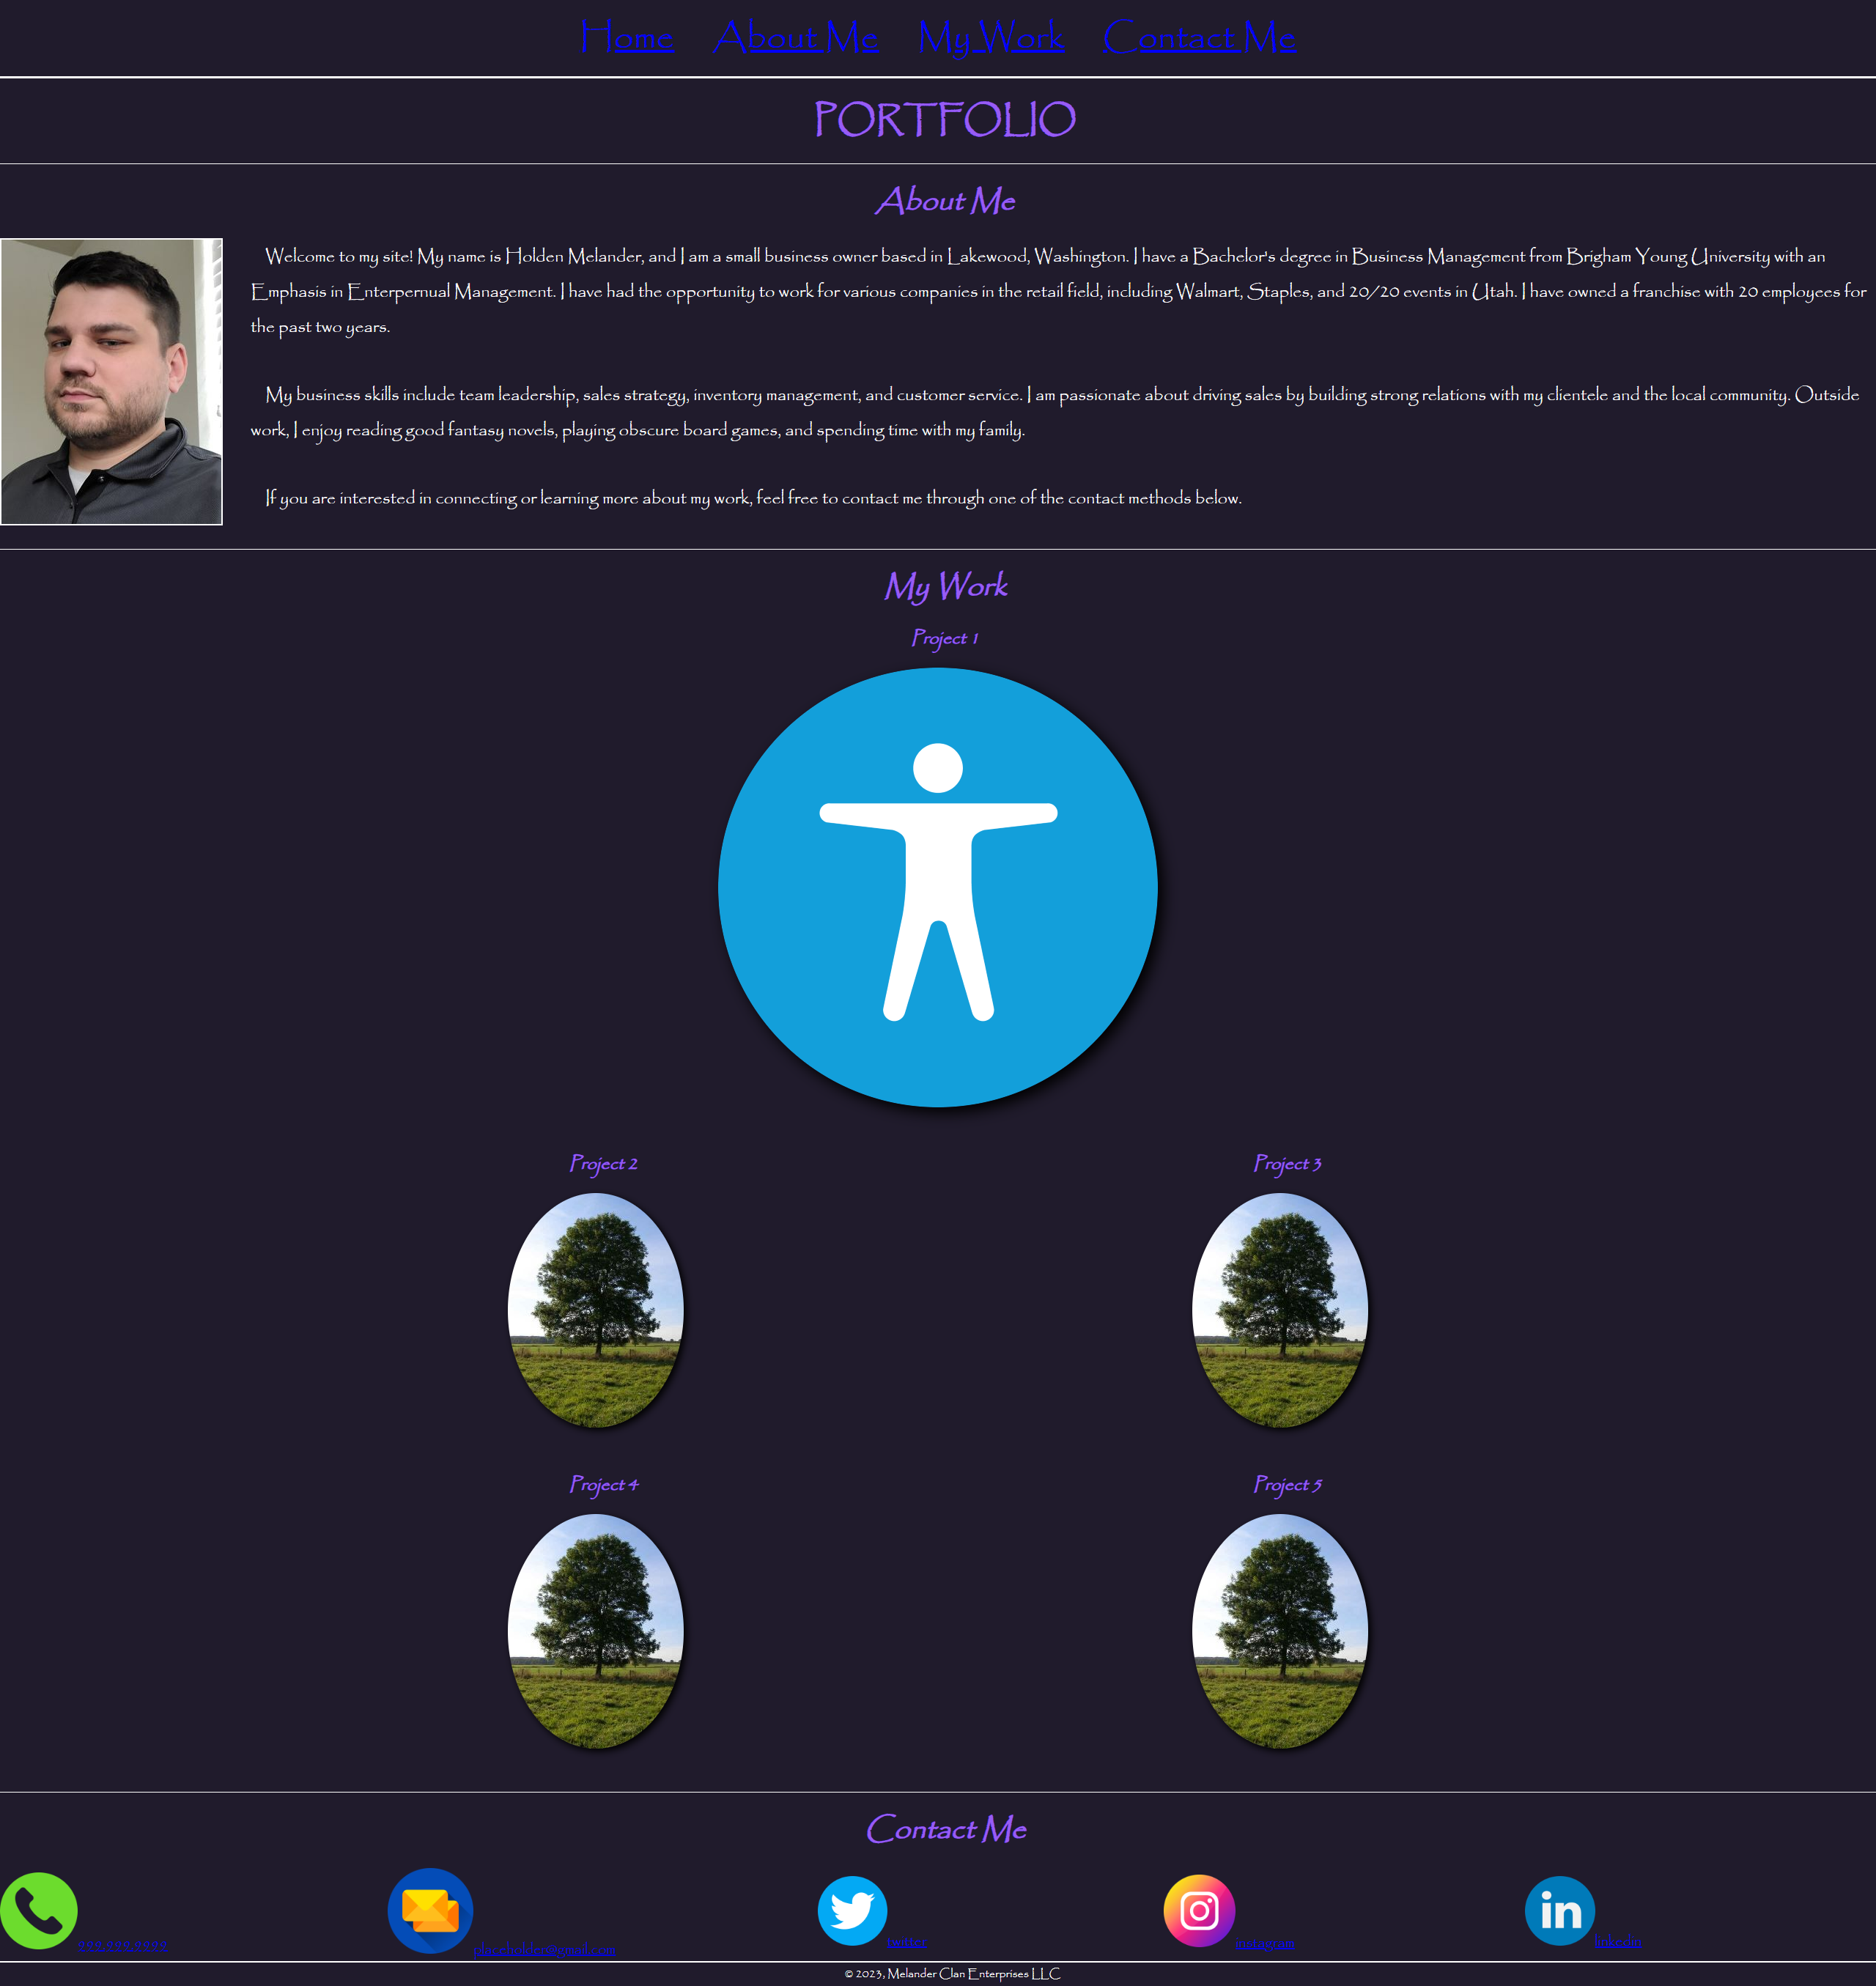 Home About Me My Work Contact Me
PORTFOLIO
About Me
Welcome to my site! My name is Holden Melander, and I am a small business owner based in Lakewood, Washington. I have a Bachelor's degree in Business Management from Brigham Young University with an
Emphasis in Enterpernual Management. I have had the opportunity to work for various companies in the retail field, including Walmart, Staples, and 20/20 events in Utah. I have owned a franchise with 20 employees for
the past two years.
My business skills include team leadership, sales strategy, inventory management, and customer service. I am passionate about driving sales by building strong relations with my clientele and the local community. Outside
work, I enjoy reading good fantasy novels, playing obscure board games, and spending time with my family.
If you are interested in connecting or learning more about my work, feel free to contact me through one of the contact methods below.
My Work
Project 1
Project 2 Project 3
Project 4 Project 5
Contact Me
placeholder@gmail.com twitter instagram linkedin
© 2023, Melander Clan Enterprises LLC